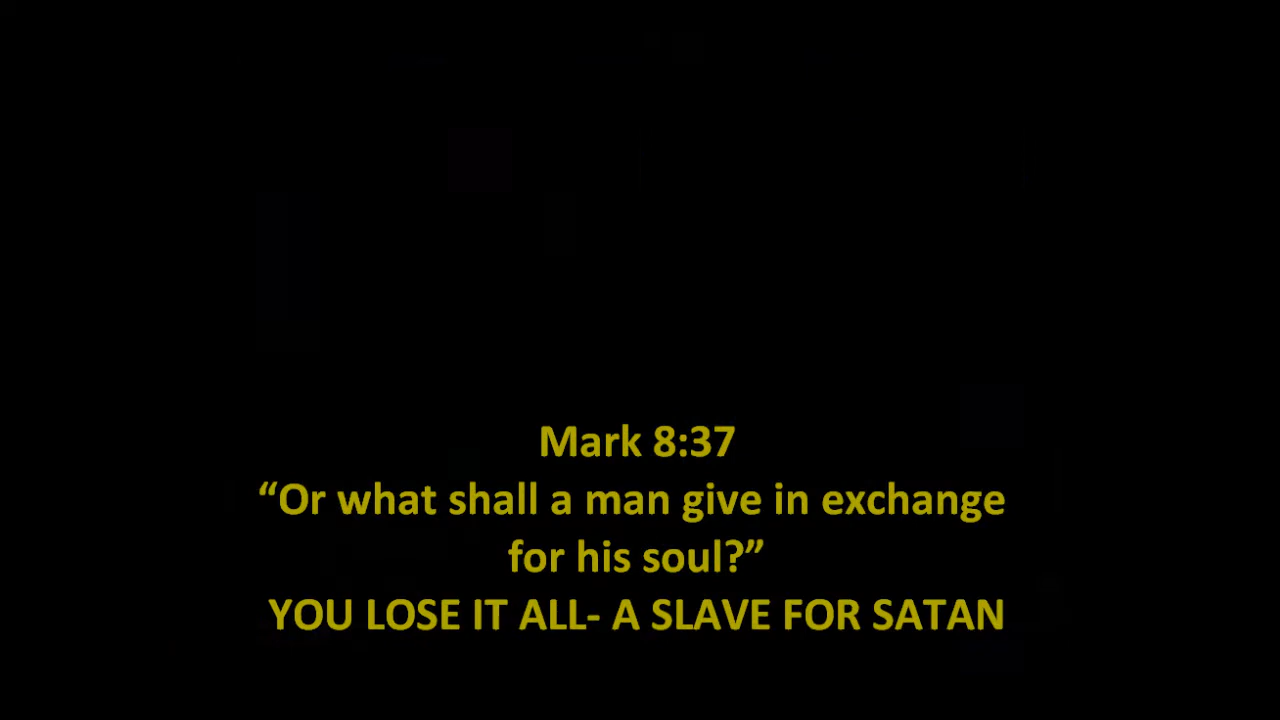 Mark 8:37
“Or what shall a man give in exchange
for his soul?”
YOU LOSE IT ALL- A SLAVE FOR SATAN